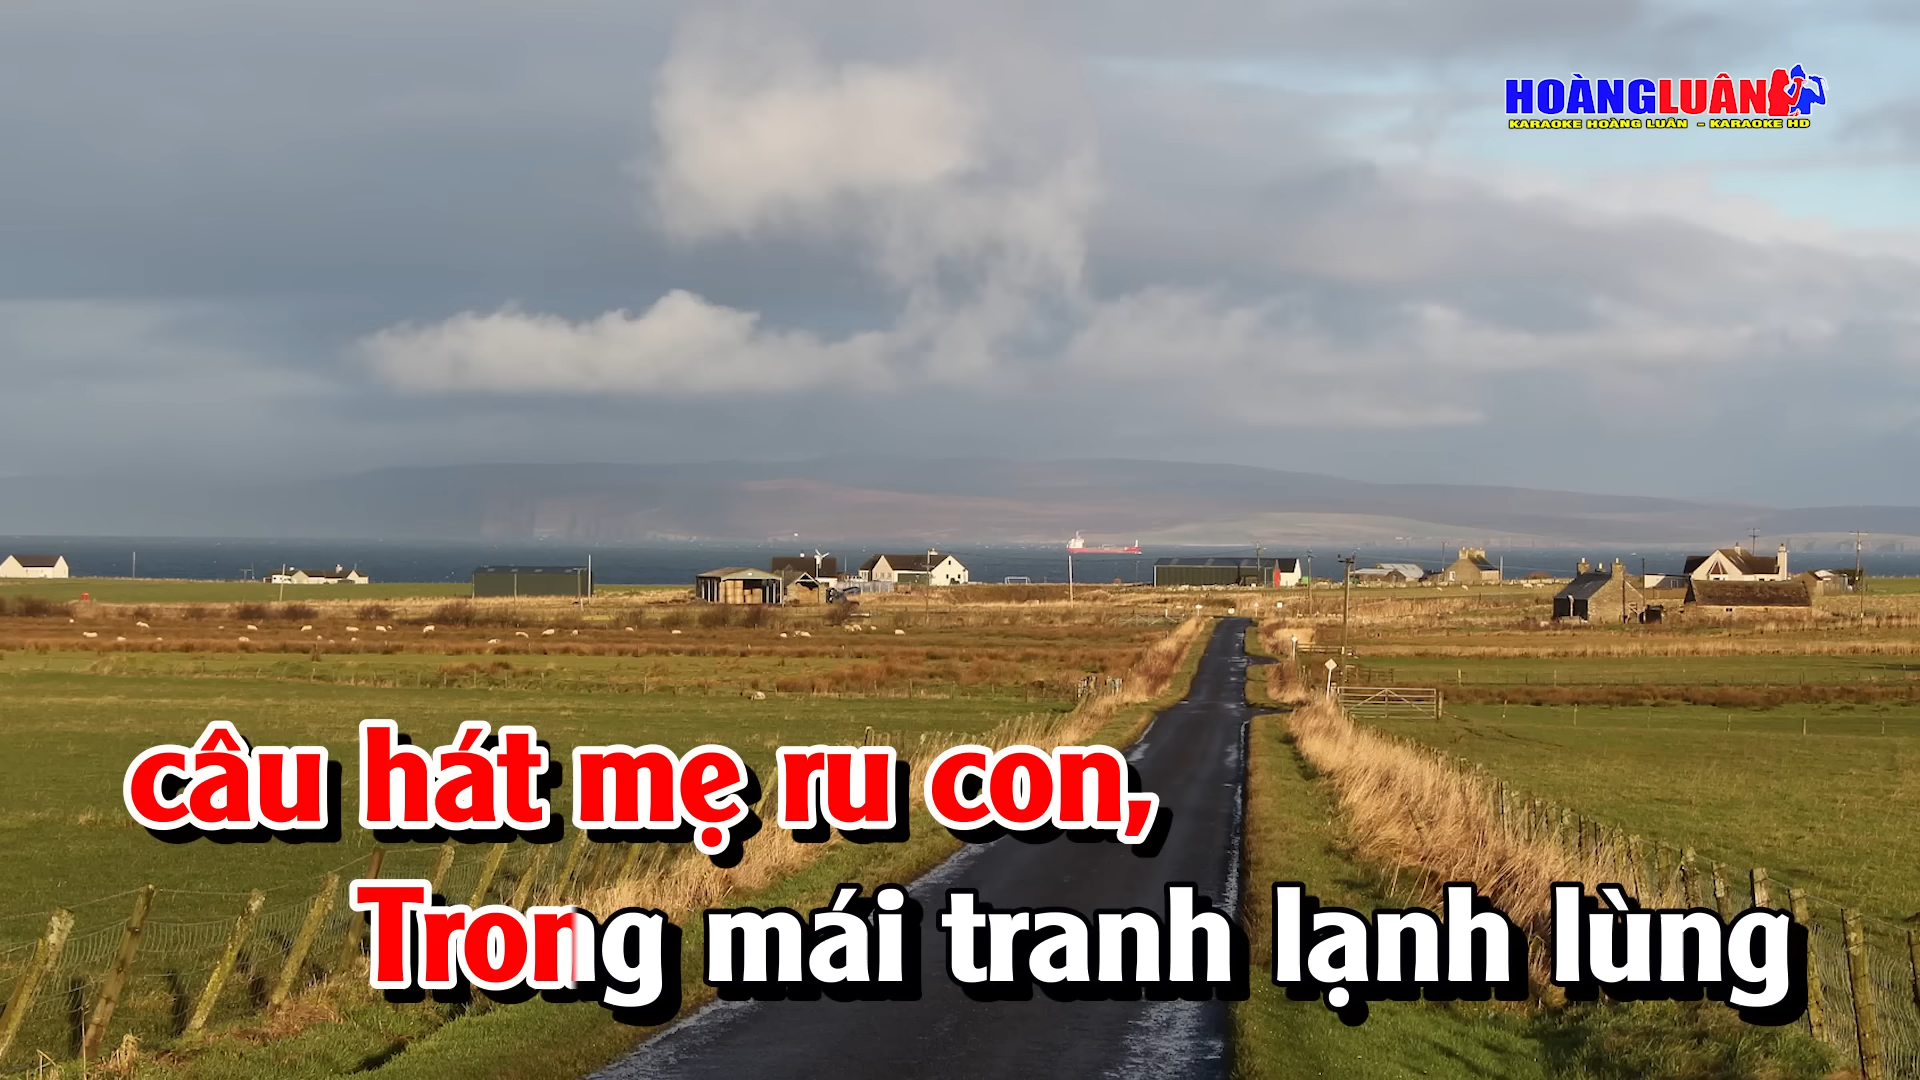 HOÀNGLUÂN
KARAOKE HOÀNG LUÂN - KARAOKE HD
câu hát mẹ ru con,
Trong mái tranh lạnh lùng